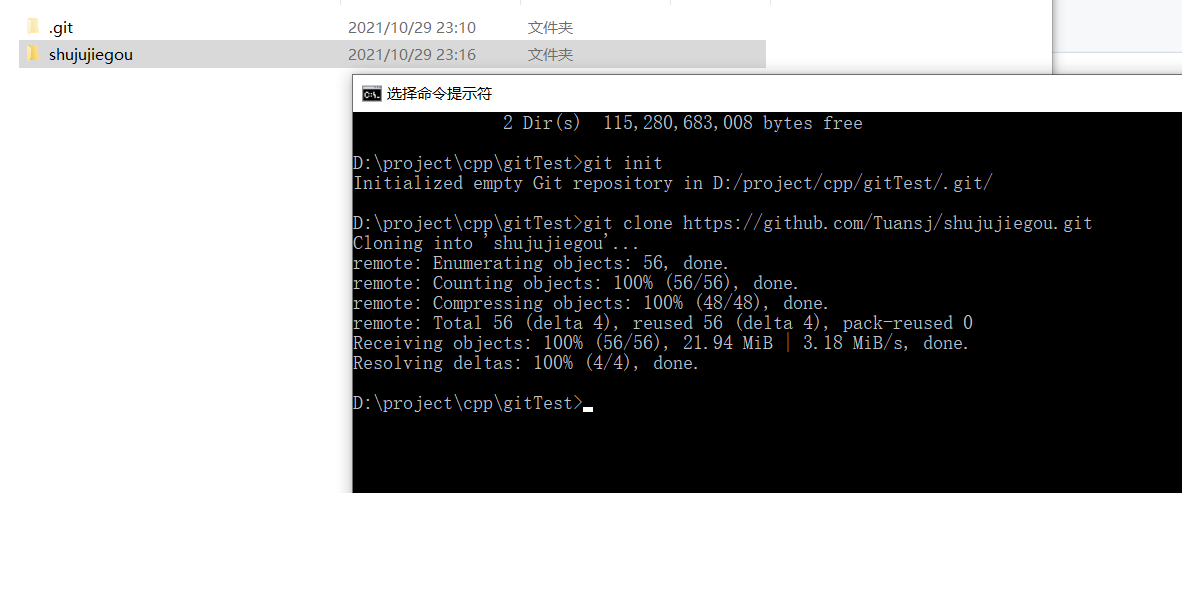 .git 2021/10/29 23:10 文件夹
shujujiegou 2021/10/29 23:16 文件夹
选择命令提示符
2 Dir(s)  115,280,683,008 bytes free
D:\project\cpp\gitTest>git init
Initialized empty Git repository in D:/project/cpp/gitTest/.git/
D:\project\cpp\gitTest>git clone https://github.com/Tuansj/shujujiegou.git
Cloning into 'shujujiegou'...
remote: Enumerating objects: 56, done.
remote: Counting objects: 100% (56/56), done.
remote: Compressing objects: 100% (48/48), done.
remote: Total 56 (delta 4), reused 56 (delta 4), pack-reused 0
Receiving objects: 100% (56/56), 21.94 MiB | 3.18 MiB/s, done.
Resolving deltas: 100% (4/4), done.
D:\project\cpp\gitTest>